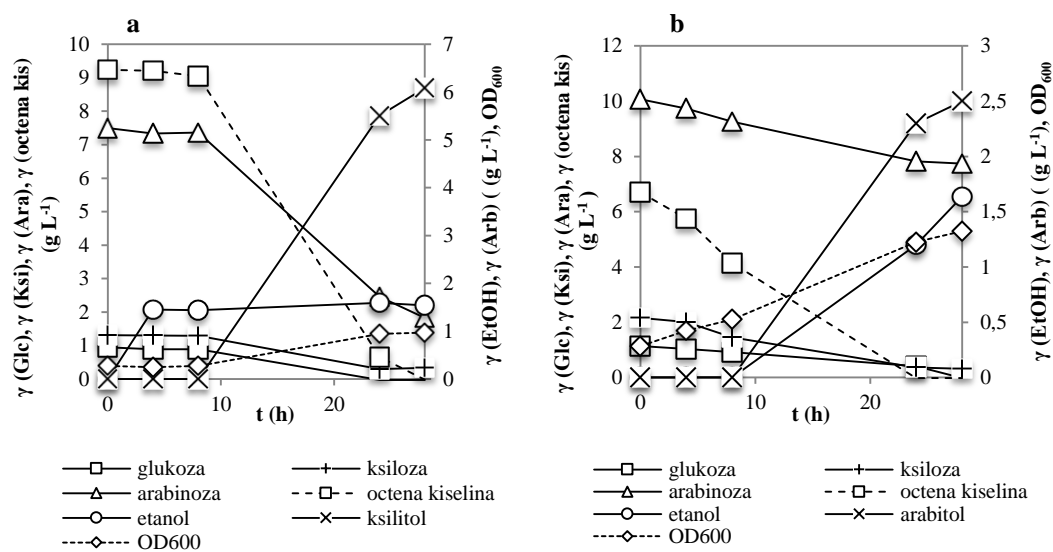 a
γ (Glc), γ (Ksi), γ (Ara), γ (octena kis)
(g L⁻¹)
10
9
8
7
6
5
4
3
2
1
0
7
6
5
4
3
2
1
0
γ (EtOH), γ (Arb) ( (g L⁻¹), OD₆₀₀
0
10
20
t (h)
glukoza
ksiloza
arabinoza
octena kiselina
etanol
ksilitol
OD600
b
γ (Glc), γ (Ksi), γ (Ara), γ (octena kis)
(g L⁻¹)
12
10
8
6
4
2
0
3
2,5
2
1,5
1
0,5
0
γ (EtOH), γ (Arb) ( (g L⁻¹), OD₆₀₀
0
10
20
t (h)
glukoza
ksiloza
arabinoza
octena kiselina
etanol
arabitol
OD600